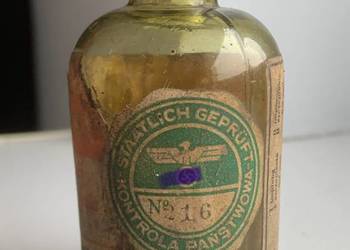 STAATLICH GEPRÜFT
Nº 216
KONTROLA PAŃSTWOWA